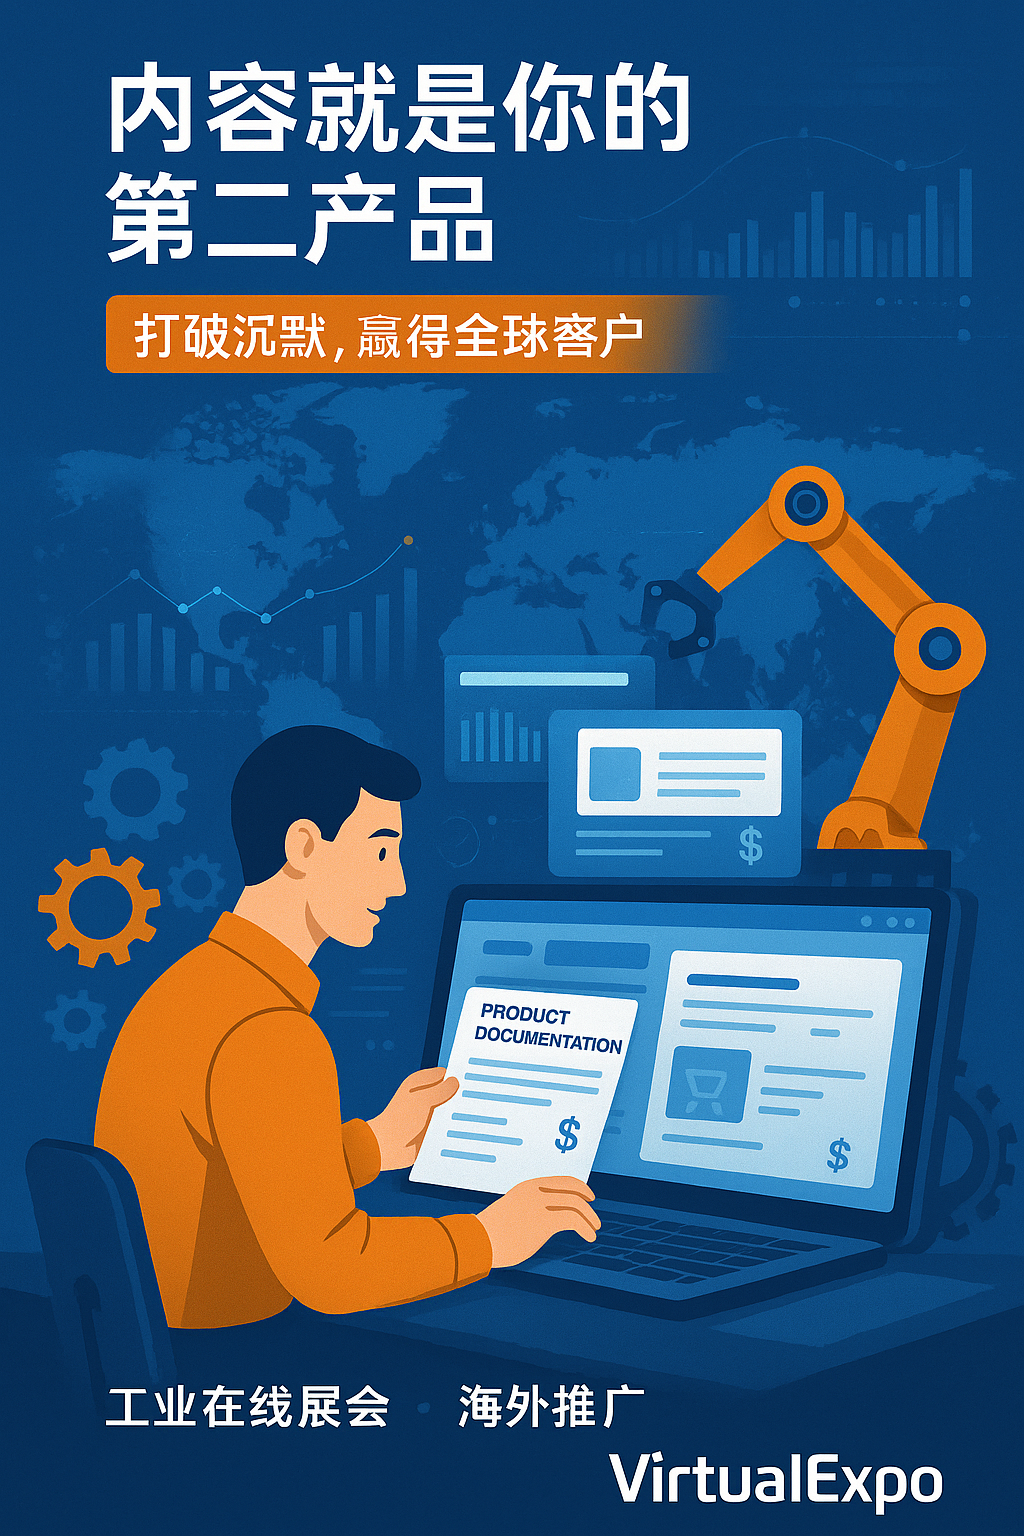 内容就是你的
第二产品
打破沉默,赢得全球客户
PRODUCT
DOCUMENTATION
$
$
$
工业在线展会 · 海外推广
VirtualExpo